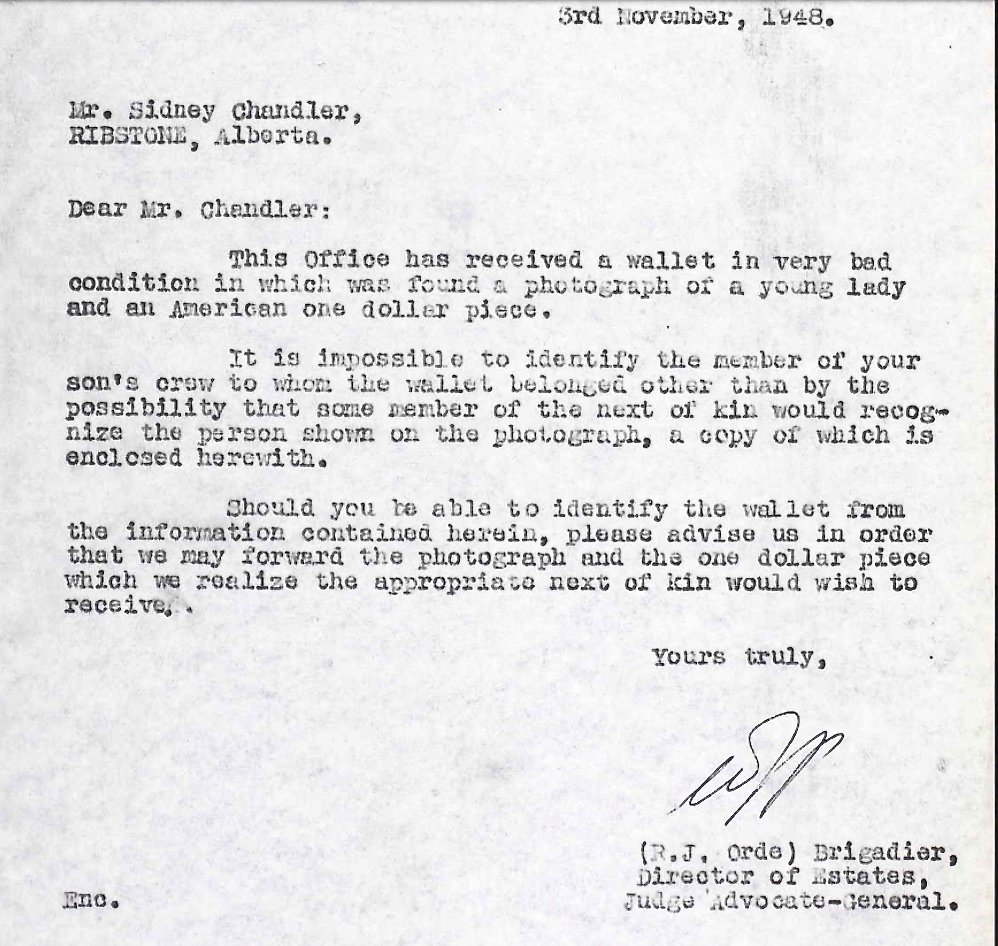 3rd November, 1948.
Mr. Sidney Chandler,
RIBSTONE, Alberta.
Dear Mr. Chandler:
This Office has received a wallet in very bad
condition in which was found a photograph of a young lady
and an American one dollar piece.
It is impossible to identify the member of your
son's crew to whom the wallet belonged other than by the
possibility that some member of the next of kin would recog-
nize the person shown on the photograph, a copy of which is
enclosed herewith.
Should you be able to identify the wallet from
the information contained herein, please advise us in order
that we may forward the photograph and the one dollar piece
which we realize the appropriate next of kin would wish to
receive.
Yours truly,
(R.J. Orde) Brigadier,
Director of Estates,
Judge Advocate-General.
Enc.